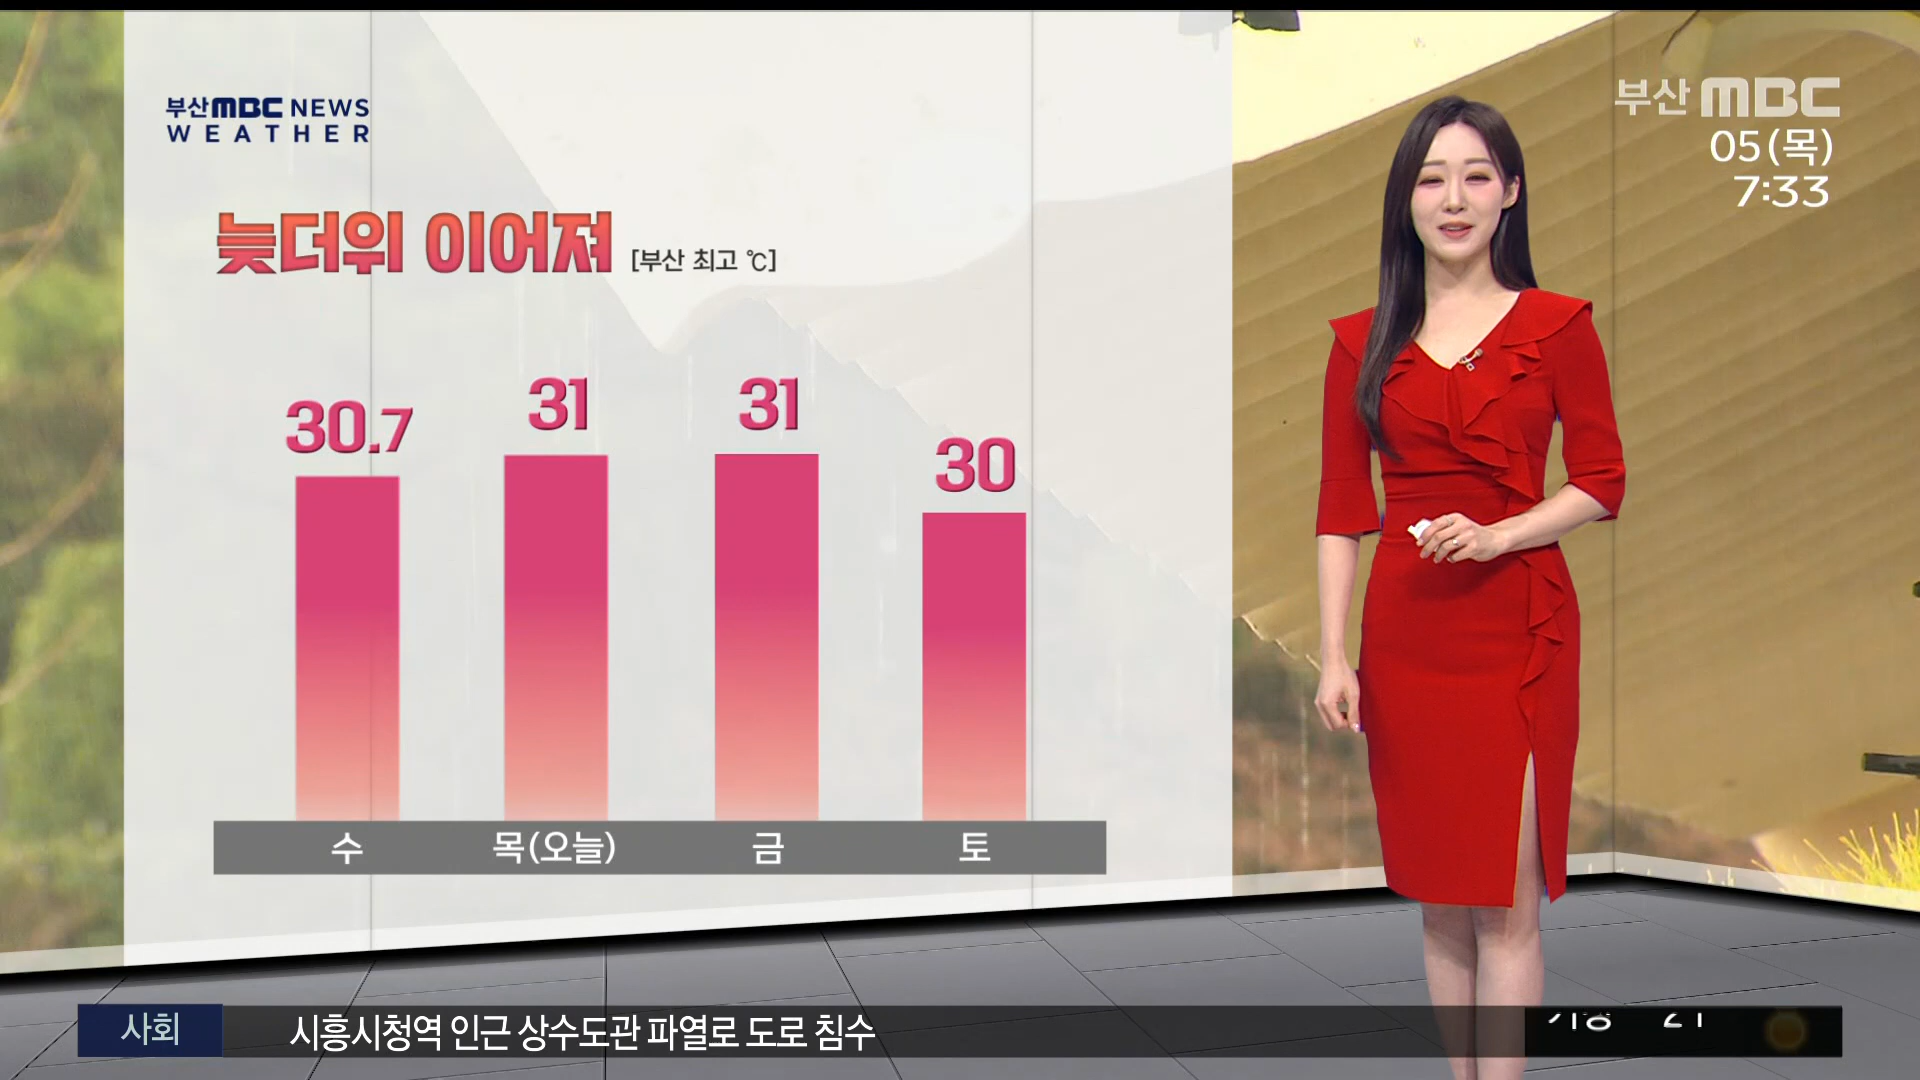 부산MBC NEWS
WEATHER
부산 MBC
05(목)
7:33
늦더위 이어져 [부산 최고 ℃]
30.7
31
31
30
수
목(오늘)
금
토
사회
시흥시청역 인근 상수도관 파열로 도로 침수